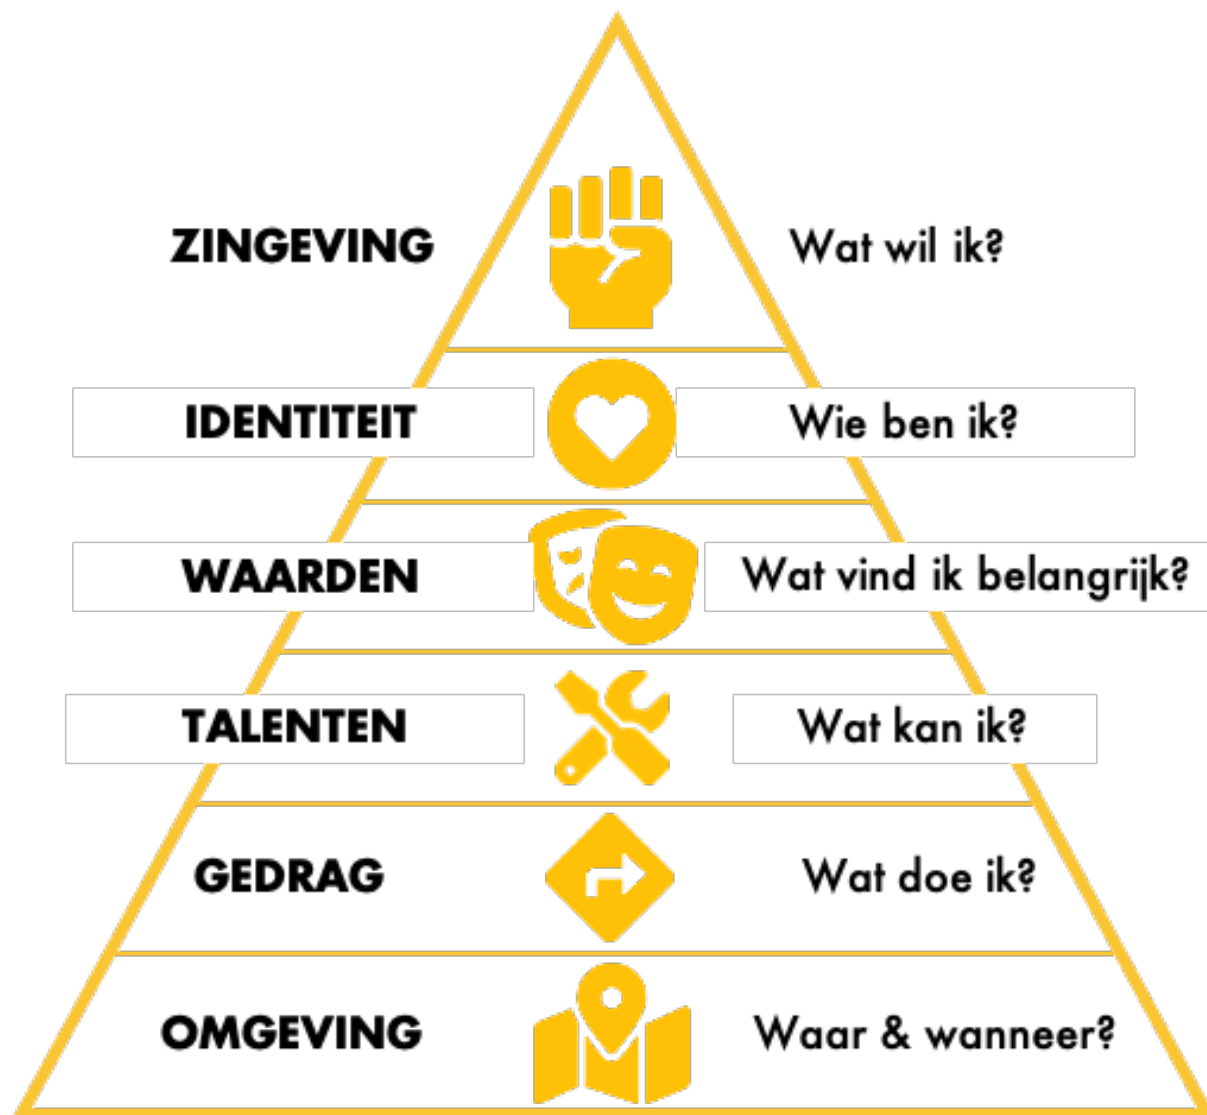 ZINGEVING Wat wil ik?
IDENTITEIT Wie ben ik?
WAARDEN Wat vind ik belangrijk?
TALENTEN Wat kan ik?
GEDRAG Wat doe ik?
OMGEVING Waar & wanneer?